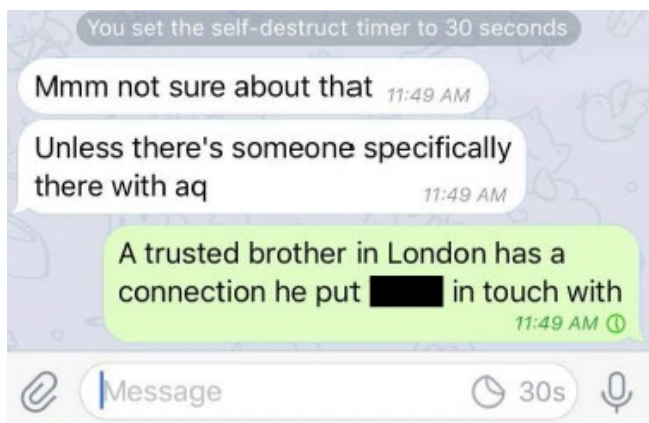 You set the self-destruct timer to 30 seconds
Mmm not sure about that 11:49 AM
Unless there's someone specifically
there with aq 11:49 AM
A trusted brother in London has a
connection he put in touch with
11:49 AM
Message 30s